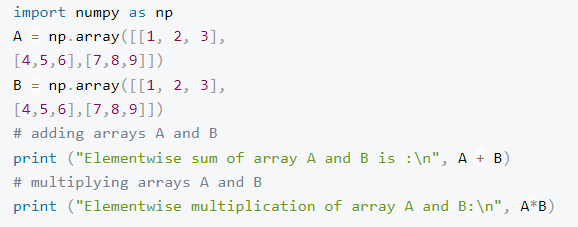 import numpy as np
A = np.array([[1, 2, 3],
[4,5,6],[7,8,9]])
B = np.array([[1, 2, 3],
[4,5,6],[7,8,9]])
# adding arrays A and B
print ("Elementwise sum of array A and B is :\n", A + B)
# multiplying arrays A and B
print ("Elementwise multiplication of array A and B:\n", A*B)